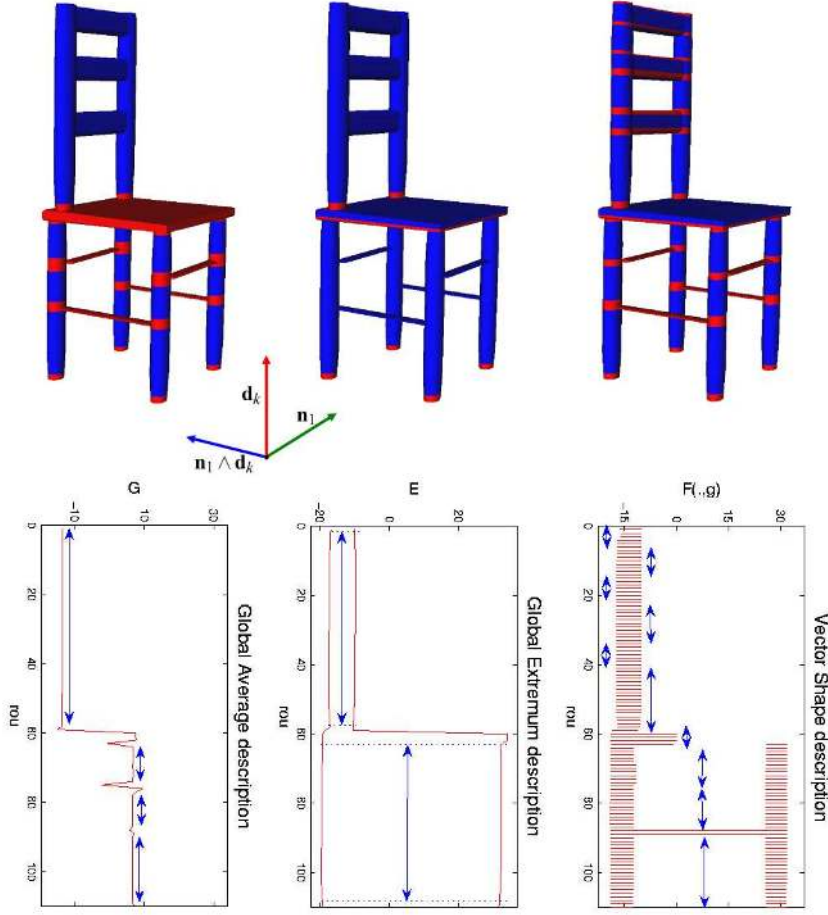 d_k
n_1
n_1 ∧ d_k
G
-10 10 30
0
20
40
60
80
100
rou
Global Average description
E
-20 0 20
0
20
40
60
80
100
rou
Global Extremum description
F(.,g)
-15 0 15 30
0
20
40
60
80
100
rou
Vector Shape description